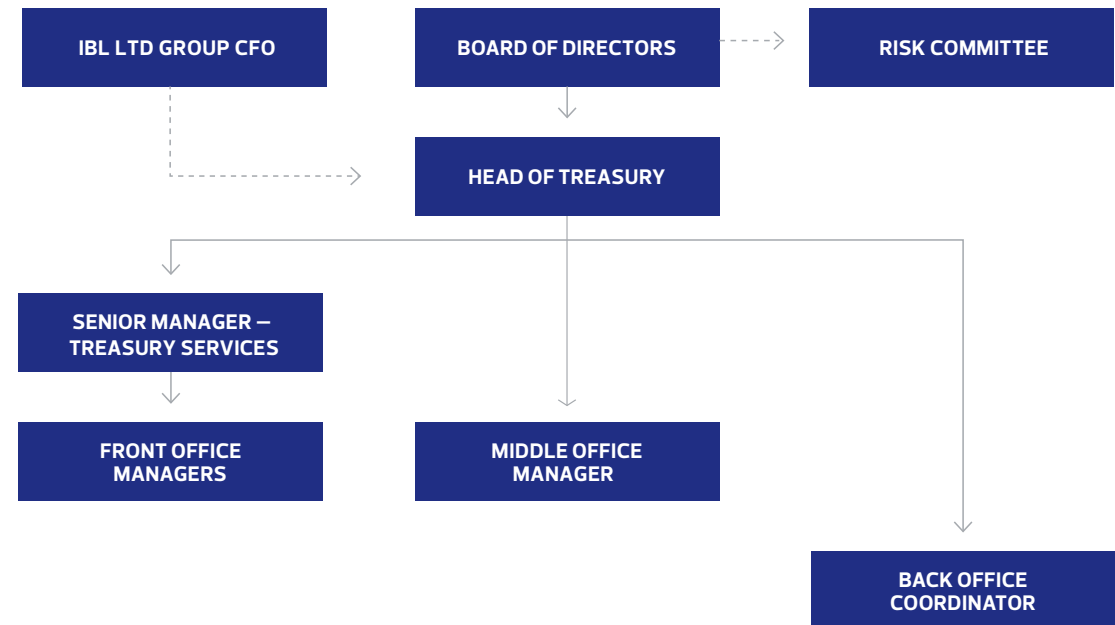 IBL LTD GROUP CFO
BOARD OF DIRECTORS
RISK COMMITTEE
HEAD OF TREASURY
SENIOR MANAGER –
TREASURY SERVICES
FRONT OFFICE
MANAGERS
MIDDLE OFFICE
MANAGER
BACK OFFICE
COORDINATOR